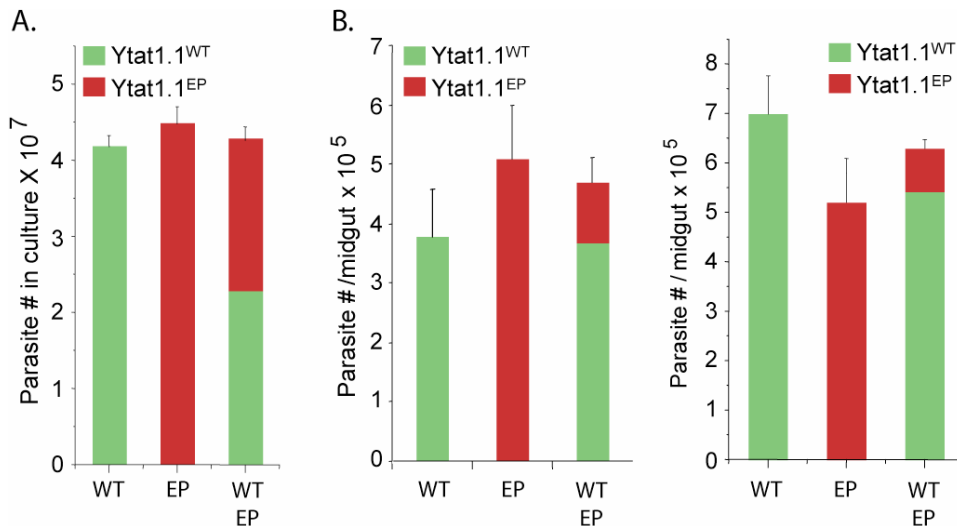 A.
Ytat1.1WT
Ytat1.1EP
Parasite # in culture X 10 7
5
4
3
2
1
0
WT
EP
WT
EP
B.
Ytat1.1WT
Ytat1.1EP
Parasite # /midgut x 10 5
7
6
5
4
3
2
1
0
WT
EP
WT
EP
Ytat1.1WT
Ytat1.1EP
Parasite # / midgut x 10 5
8
7
6
5
4
3
2
1
0
WT
EP
WT
EP